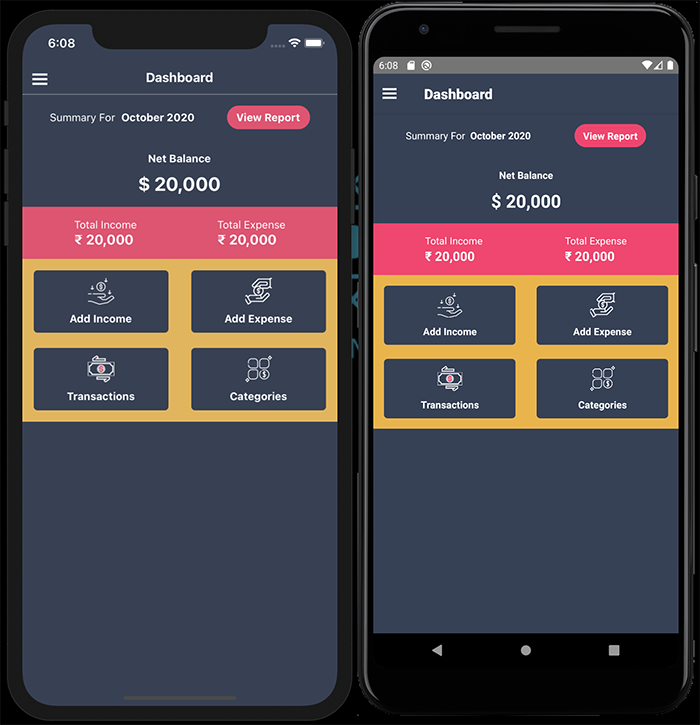 6:08
Dashboard
Summary For October 2020 View Report
Net Balance
$ 20,000
Total Income Total Expense
₹ 20,000 ₹ 20,000
Add Income Add Expense
Transactions Categories
6:08
Dashboard
Summary For October 2020 View Report
Net Balance
$ 20,000
Total Income Total Expense
₹ 20,000 ₹ 20,000
Add Income Add Expense
Transactions Categories